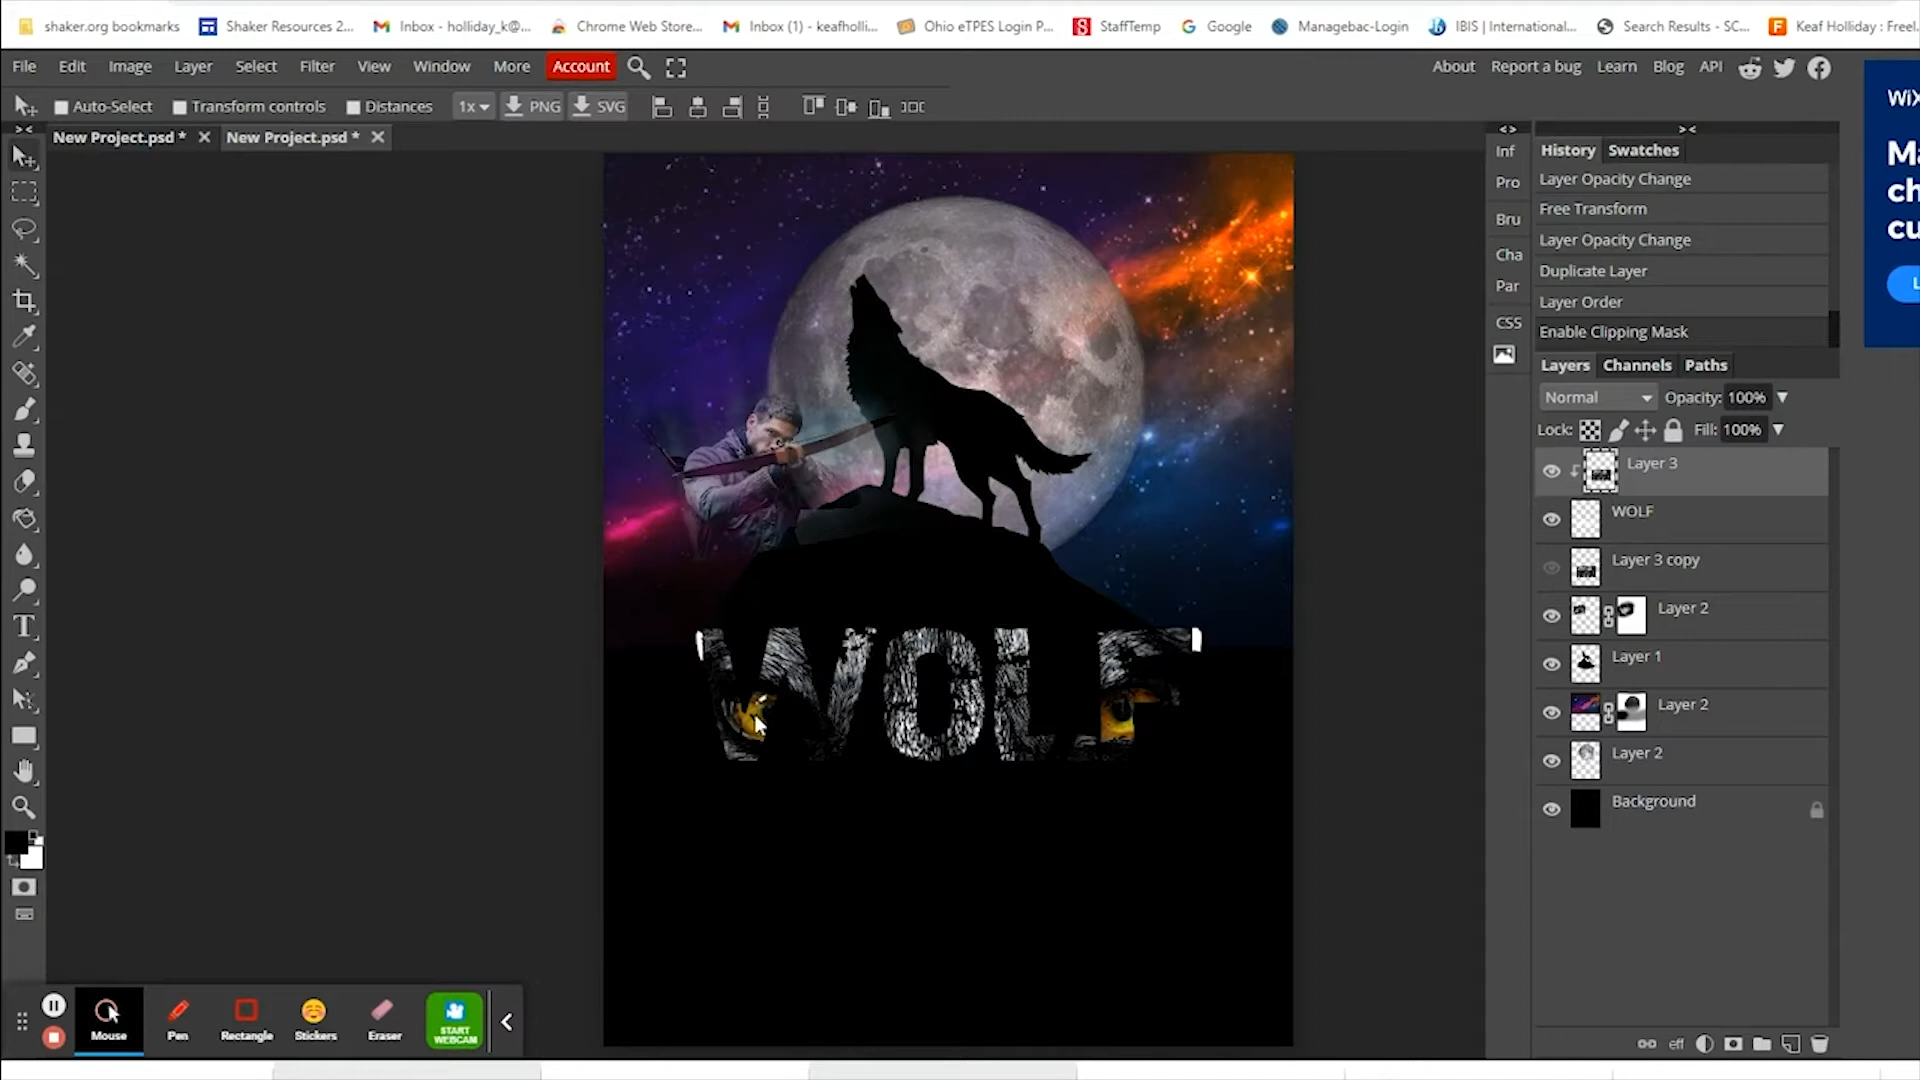 shaker.org bookmarks Shaker Resources 2... Inbox - holliday_k@... Chrome Web Store... Inbox (1) - keafholli... Ohio eTPES Login P... StaffTemp Google Managebac-Login IBIS | International... Search Results - SC... Keaf Holliday : Freel
File Edit Image Layer Select Filter View Window More Account About Report a bug Learn Blog API
Auto-Select Transform controls Distances 1x PNG SVG
New Project.psd * New Project.psd *
History Swatches
Layer Opacity Change
Free Transform
Layer Opacity Change
Duplicate Layer
Layer Order
Enable Clipping Mask
Inf
Pro
Bru
Cha
Par
CSS
Layers Channels Paths
Normal Opacity: 100%
Lock: Fill: 100%
Layer 3
WOLF
Layer 3 copy
Layer 2
Layer 1
Layer 2
Layer 2
Background
eff
WOLF
Mouse Pen Rectangle Stickers Eraser START WEBCAM